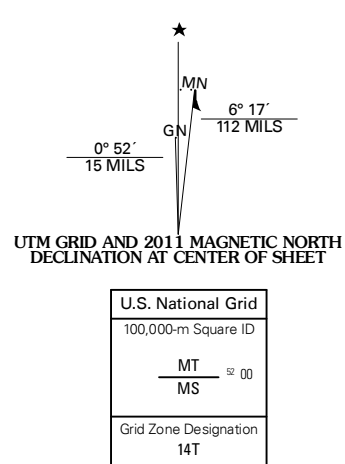 ★
MN
GN
6° 17´
112 MILS
0° 52´
15 MILS
UTM GRID AND 2011 MAGNETIC NORTH
DECLINATION AT CENTER OF SHEET
U.S. National Grid
100,000-m Square ID
MT
52 00
MS
Grid Zone Designation
14T